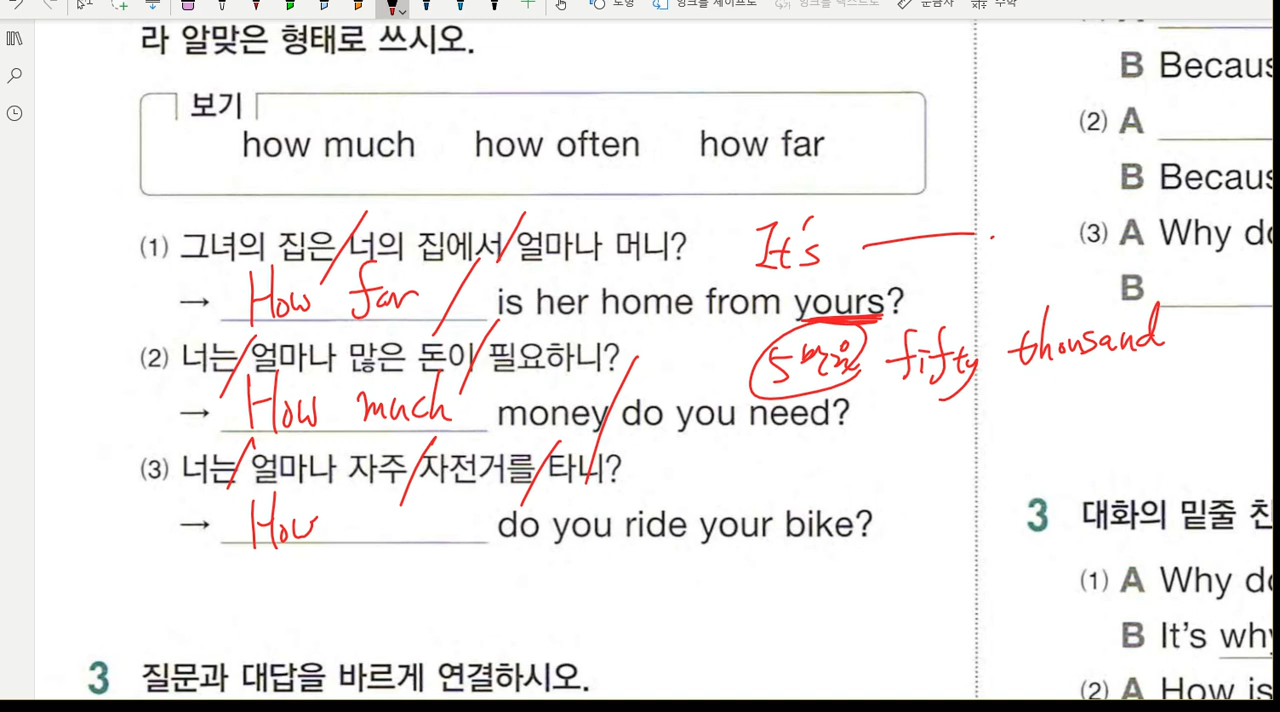 라 알맞은 형태로 쓰시오.
보기
how much how often how far
(1) 그녀의 집은 너의 집에서 얼마나 머니?
It's
→ How far is her home from yours?
(2) 너는 얼마나 많은 돈이 필요하니?
fifty thousand
→ How much money do you need?
(3) 너는 얼마나 자주 자전거를 타니?
→ How do you ride your bike?
3 질문과 대답을 바르게 연결하시오.
B Becaus
(2) A
B Becaus
(3) A Why do
B
3 대화의 밑줄 친
(1) A Why do
B It's why
(2) A How is